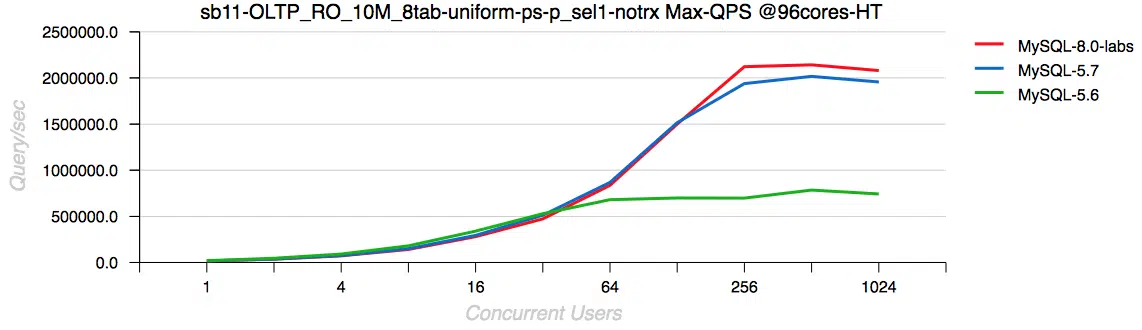 sb11-OLTP_RO_10M_8tab-uniform-ps-p_sel1-notrx Max-QPS @96cores-HT
2500000.0
2000000.0
1500000.0
1000000.0
500000.0
0.0
Query/sec
1 4 16 64 256 1024
Concurrent Users
MySQL-8.0-labs
MySQL-5.7
MySQL-5.6